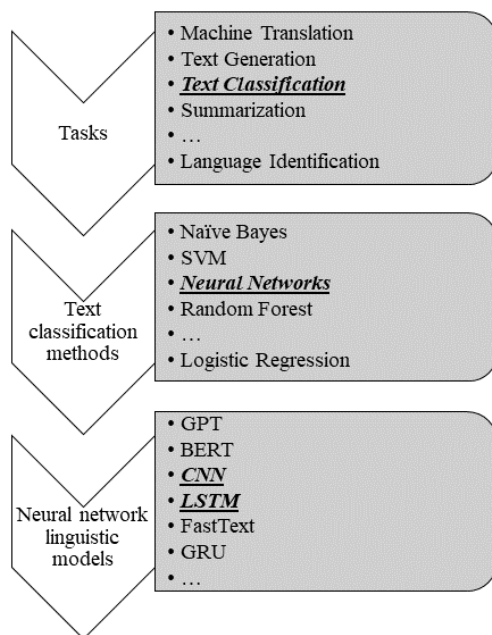 Tasks
• Machine Translation
• Text Generation
• Text Classification
• Summarization
• …
• Language Identification
Text
classification
methods
• Naïve Bayes
• SVM
• Neural Networks
• Random Forest
• …
• Logistic Regression
Neural network
linguistic
models
• GPT
• BERT
• CNN
• LSTM
• FastText
• GRU
• …